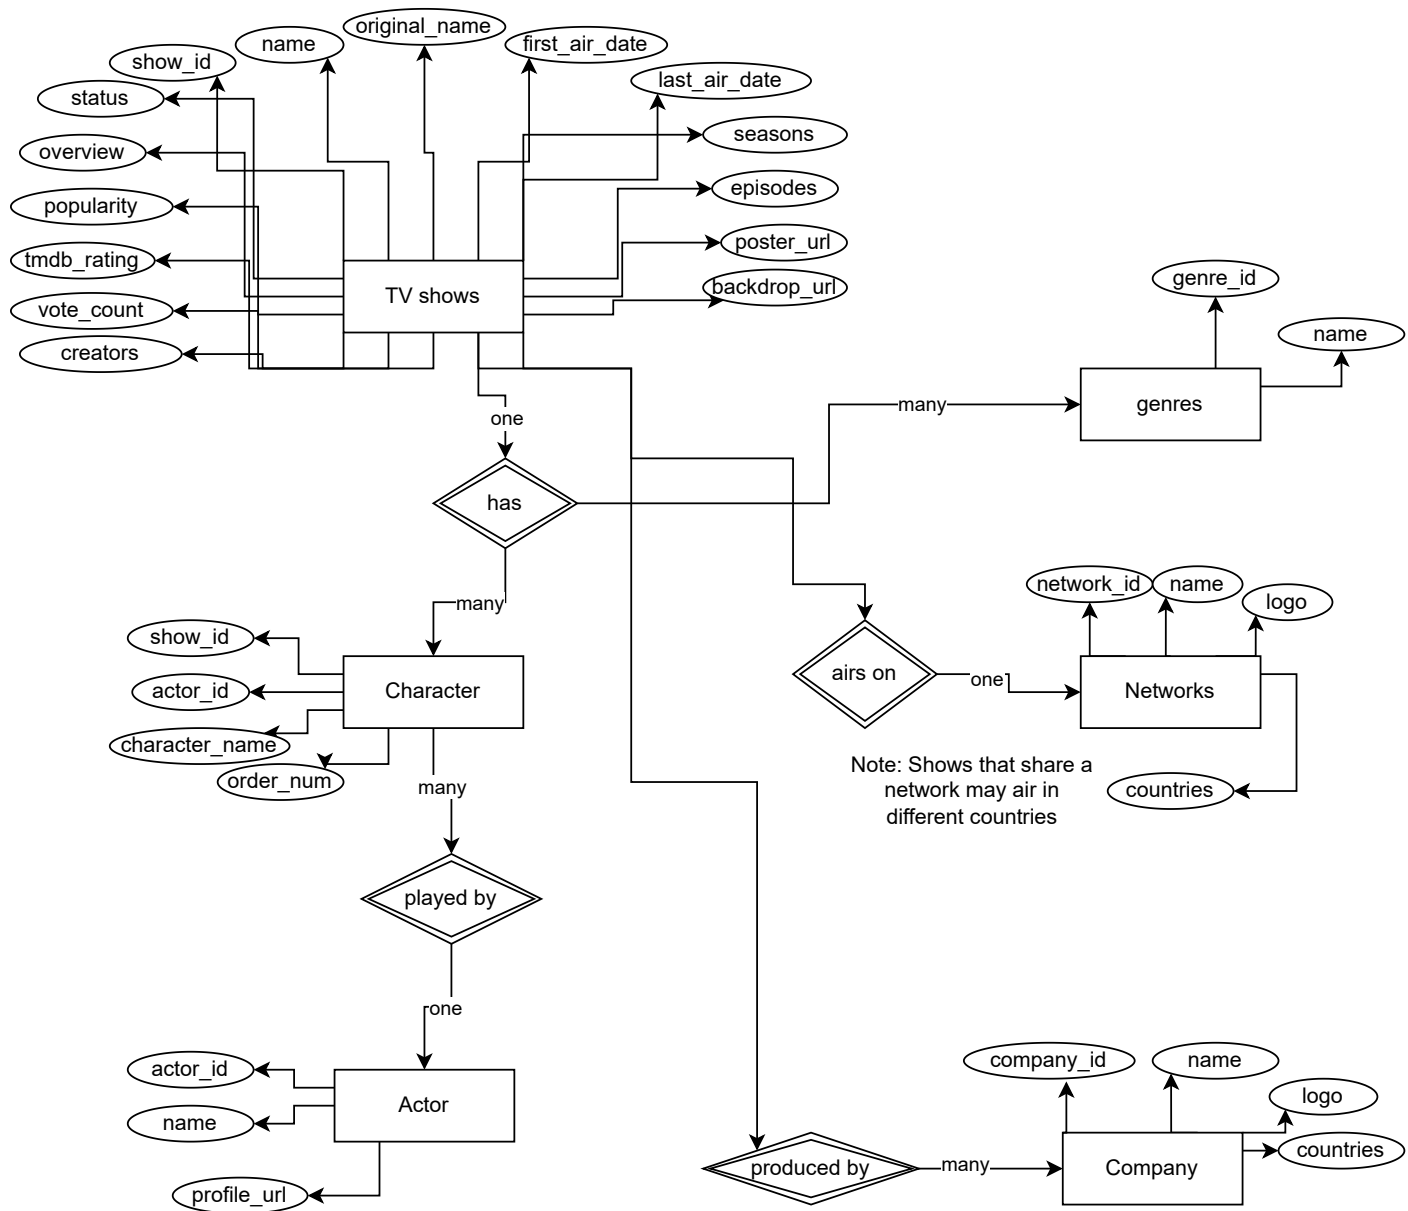 original_name
name
first_air_date
show_id
last_air_date
status
seasons
overview
episodes
popularity
poster_url
tmdb_rating
backdrop_url
TV shows
vote_count
creators
genre_id
name
genres
many
one
has
many
network_id
name
logo
show_id
airs on
one
Networks
actor_id
Character
character_name
order_num
many
Note: Shows that share a
network may air in
different countries
countries
played by
one
actor_id
name
Actor
profile_url
company_id
name
logo
countries
produced by
many
Company